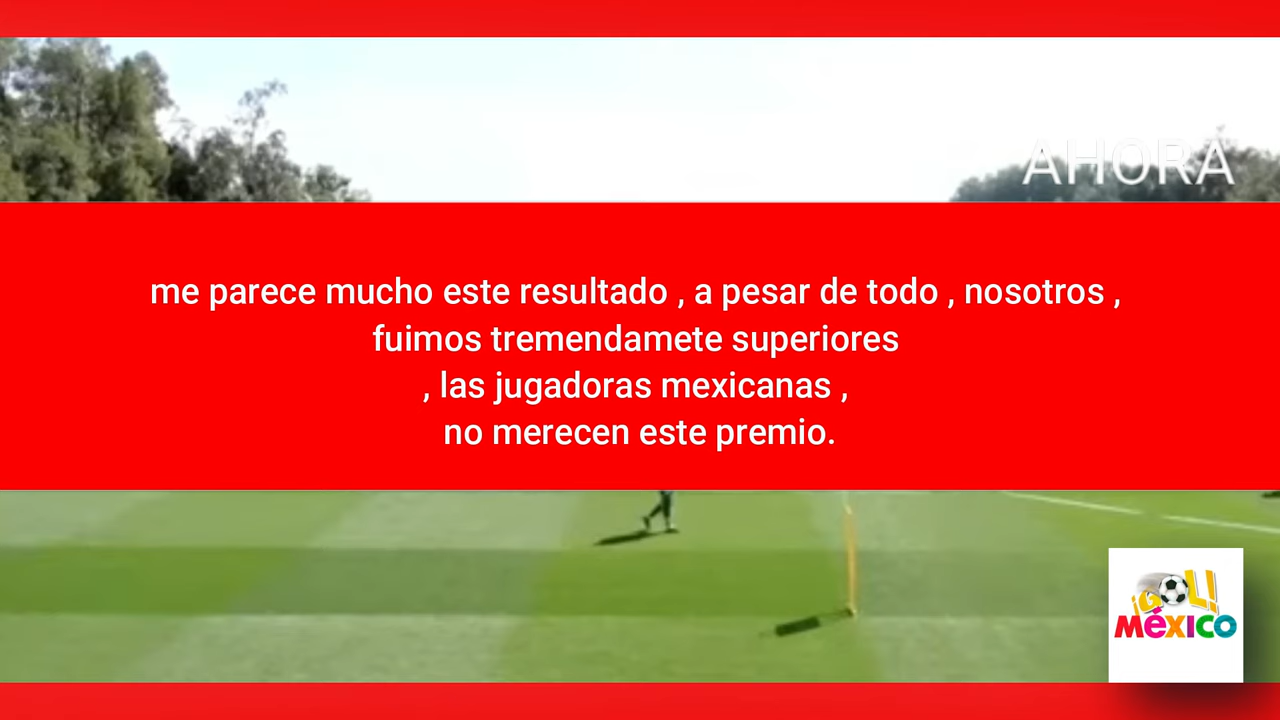 AHORA
me parece mucho este resultado , a pesar de todo , nosotros ,
fuimos tremendamete superiores
, las jugadoras mexicanas ,
no merecen este premio.
¡GOL!
México